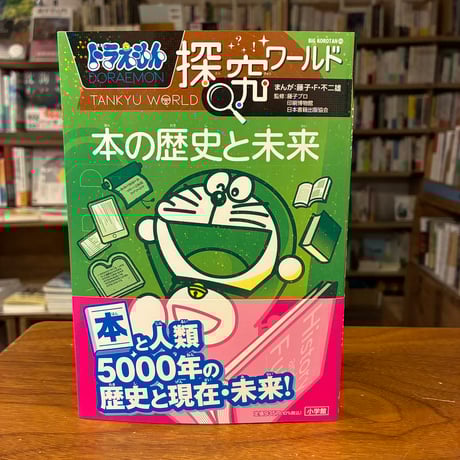 BIG KOROTAN
ドラえもん
DORAEMON
探究ワールド
TANKYU WORLD
まんが:藤子・F・不二雄
監修:藤子プロ
印刷博物館
日本書籍出版協会
本の歴史と未来
本と人類
5000年の
歴史と現在・未来!
小学館